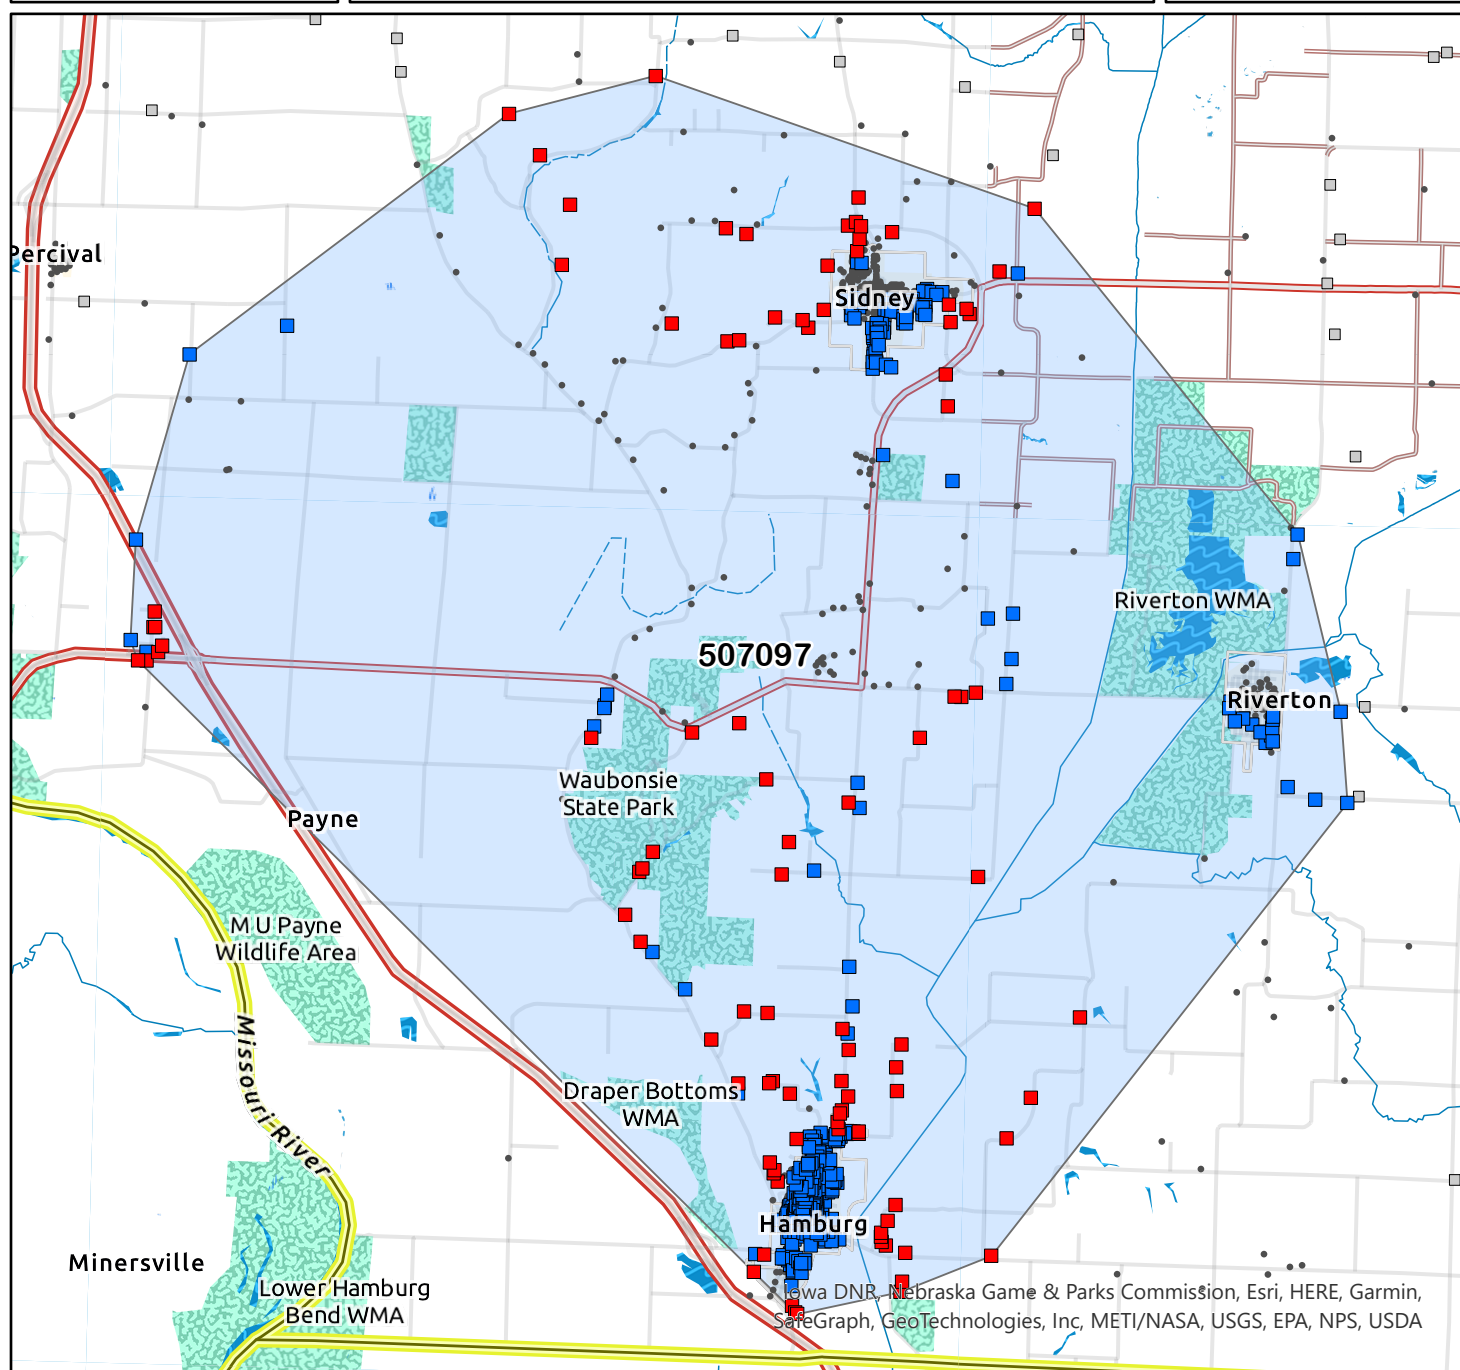 Percival
Sidney
Riverton WMA
507097
Riverton
Waubonsie
State Park
Payne
M U Payne
Wildlife Area
Missouri River
Draper Bottoms
WMA
Hamburg
Minersville
Lower Hamburg
Bend WMA
Iowa DNR, Nebraska Game & Parks Commission, Esri, HERE, Garmin,
SafeGraph, GeoTechnologies, Inc, METI/NASA, USGS, EPA, NPS, USDA